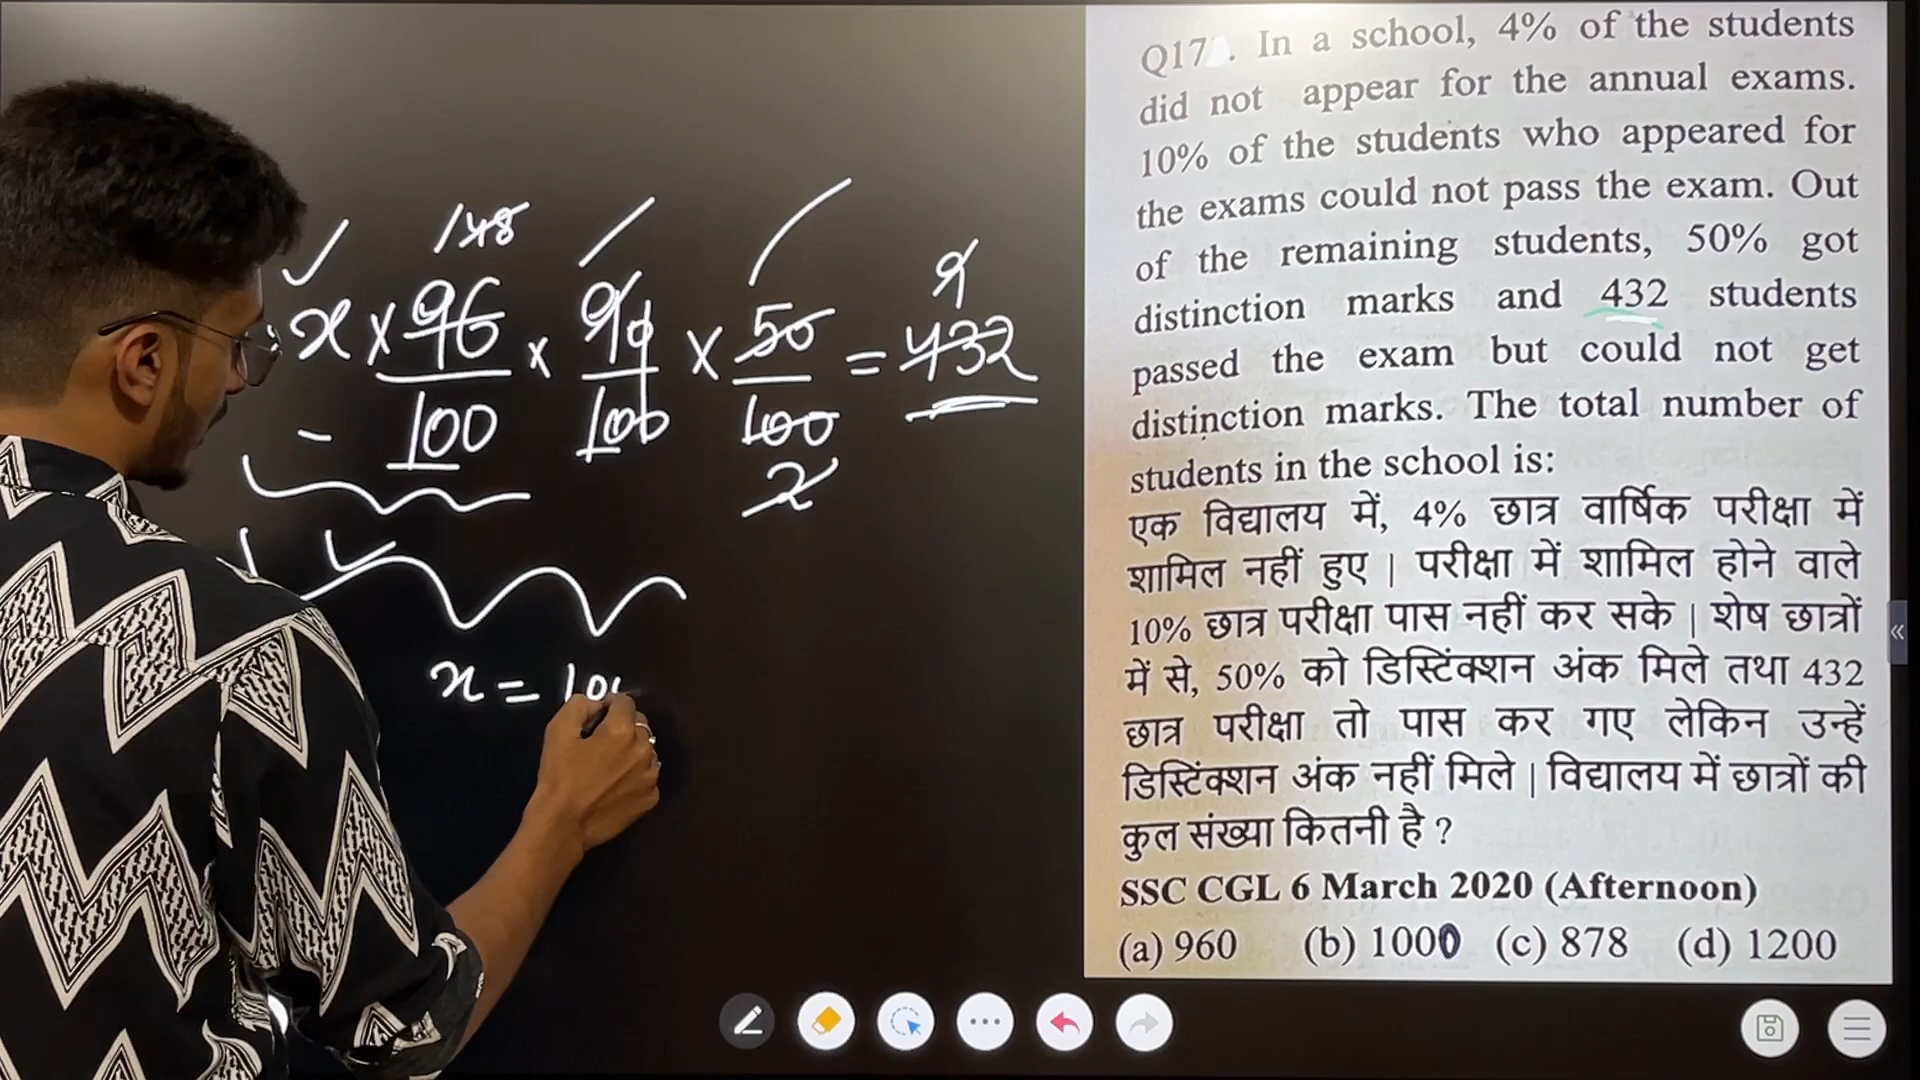 48
9
x × 96/100 × 90/100 × 50/100 = 432
2
x = 10
Q17 . In a school, 4% of the students
did not appear for the annual exams.
10% of the students who appeared for
the exams could not pass the exam. Out
of the remaining students, 50% got
distinction marks and 432 students
passed the exam but could not get
distinction marks. The total number of
students in the school is:
एक विद्यालय में, 4% छात्र वार्षिक परीक्षा में
शामिल नहीं हुए | परीक्षा में शामिल होने वाले
10% छात्र परीक्षा पास नहीं कर सके | शेष छात्रों
में से, 50% को डिस्टिंक्शन अंक मिले तथा 432
छात्र परीक्षा तो पास कर गए लेकिन उन्हें
डिस्टिंक्शन अंक नहीं मिले | विद्यालय में छात्रों की
कुल संख्या कितनी है ?
SSC CGL 6 March 2020 (Afternoon)
(a) 960 (b) 1000 (c) 878 (d) 1200